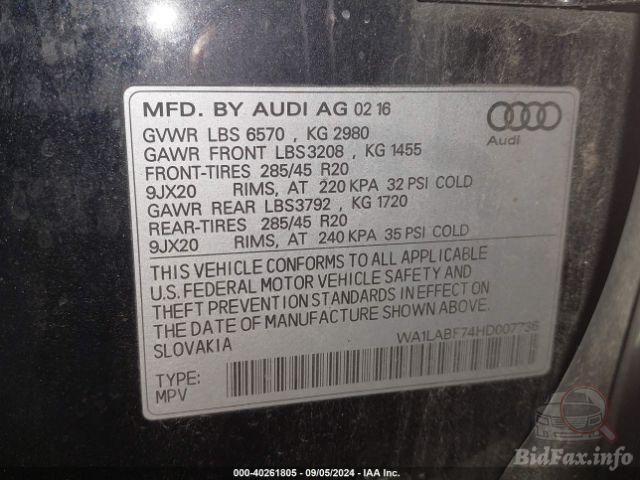 MFD. BY AUDI AG 02 16
Audi
GVWR LBS 6570 , KG 2980
GAWR FRONT LBS3208 , KG 1455
FRONT-TIRES 285/45 R20
9JX20 RIMS, AT 220 KPA 32 PSI COLD
GAWR REAR LBS3792 , KG 1720
REAR-TIRES 285/45 R20
9JX20 RIMS, AT 240 KPA 35 PSI COLD
THIS VEHICLE CONFORMS TO ALL APPLICABLE
U.S. FEDERAL MOTOR VEHICLE SAFETY AND
THEFT PREVENTION STANDARDS IN EFFECT ON
THE DATE OF MANUFACTURE SHOWN ABOVE.
SLOVAKIA
WA1LABF74HD007736
TYPE:
MPV
BidFax.info
000-40261805 - 09/05/2024 - IAA Inc.